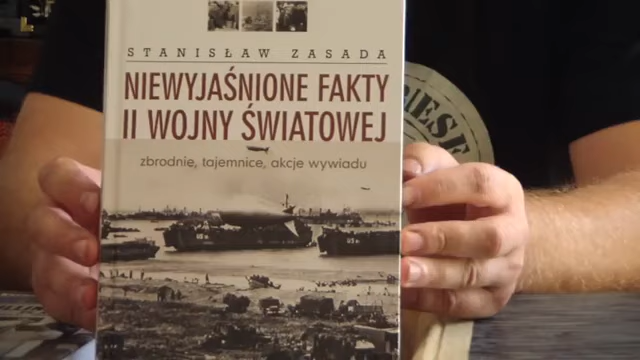 STANISŁAW ZASADA
NIEWYJAŚNIONE FAKTY
II WOJNY ŚWIATOWEJ
zbrodnie, tajemnice, akcje wywiadu